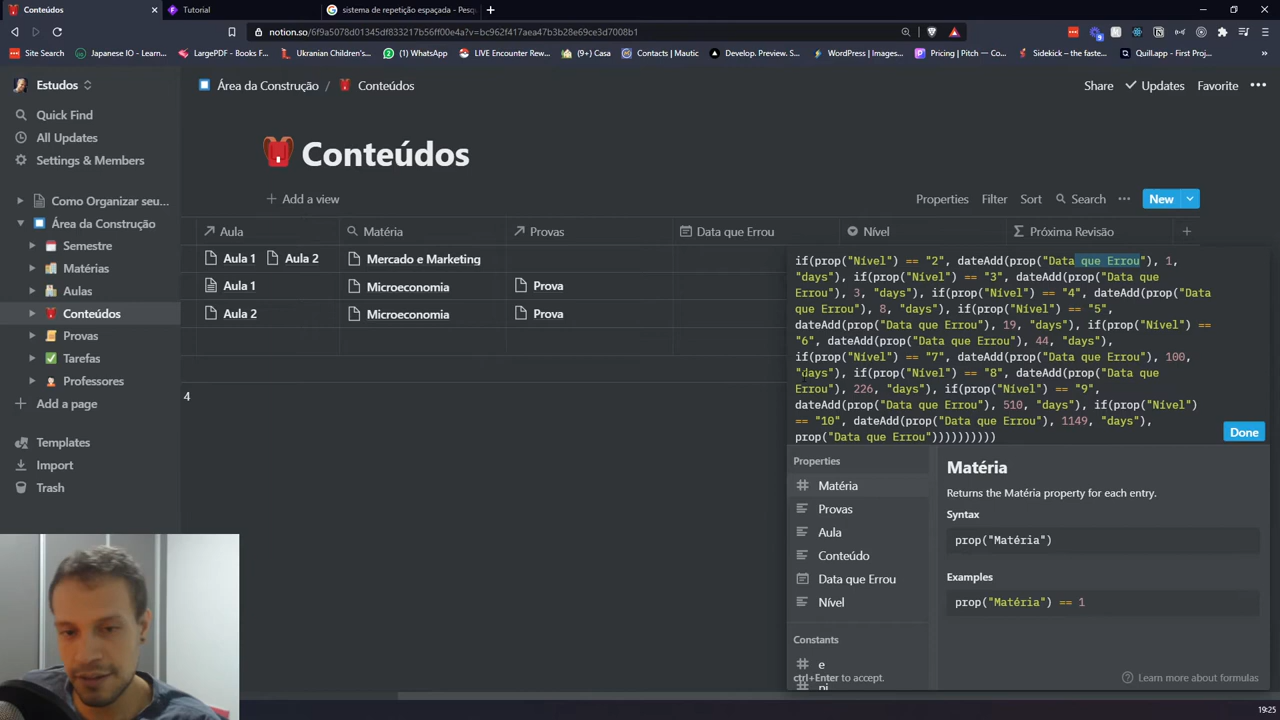 Conteúdos
Tutorial
sistema de repetição espaçada - Pesq
notion.so/6f9a5078d01345df833217b56ff00e4a?v=bc962f417aea47b3b28e69ce3d7008b1
Site Search
Japanese IO - Learn...
LargePDF - Books F...
Ukranian Children's...
(1) WhatsApp
LIVE Encounter Rew...
(9+) Casa
Contacts | Mautic
Develop. Preview. S...
WordPress | Images...
Pricing | Pitch — Co...
Sidekick — the faste...
Quill.app - First Proj...
Estudos
Área da Construção / Conteúdos
Share
Updates
Favorite
Quick Find
All Updates
Settings & Members
Como Organizar seu...
Área da Construção
Semestre
Matérias
Aulas
Conteúdos
Provas
Tarefas
Professores
Add a page
Templates
Import
Trash
Conteúdos
Add a view
Properties Filter Sort Search New
Aula Matéria Provas Data que Errou Nível Próxima Revisão
Aula 1 Aula 2 Mercado e Marketing
Aula 1 Microeconomia Prova
Aula 2 Microeconomia Prova
4
if(prop("Nível") == "2", dateAdd(prop("Data que Errou"), 1,
"days"), if(prop("Nível") == "3", dateAdd(prop("Data que
Errou"), 3, "days"), if(prop("Nível") == "4", dateAdd(prop("Data
que Errou"), 8, "days"), if(prop("Nível") == "5",
dateAdd(prop("Data que Errou"), 19, "days"), if(prop("Nível") ==
"6", dateAdd(prop("Data que Errou"), 44, "days"),
if(prop("Nível") == "7", dateAdd(prop("Data que Errou"), 100,
"days"), if(prop("Nível") == "8", dateAdd(prop("Data que
Errou"), 226, "days"), if(prop("Nível") == "9",
dateAdd(prop("Data que Errou"), 510, "days"), if(prop("Nível")
== "10", dateAdd(prop("Data que Errou"), 1149, "days"),
prop("Data que Errou"))))))))))
Done
Properties
Matéria
Provas
Aula
Conteúdo
Data que Errou
Nível
Constants
e
pi
ctrl+Enter to accept.
Matéria
Returns the Matéria property for each entry.
Syntax
prop("Matéria")
Examples
prop("Matéria") == 1
Learn more about formulas
19:25